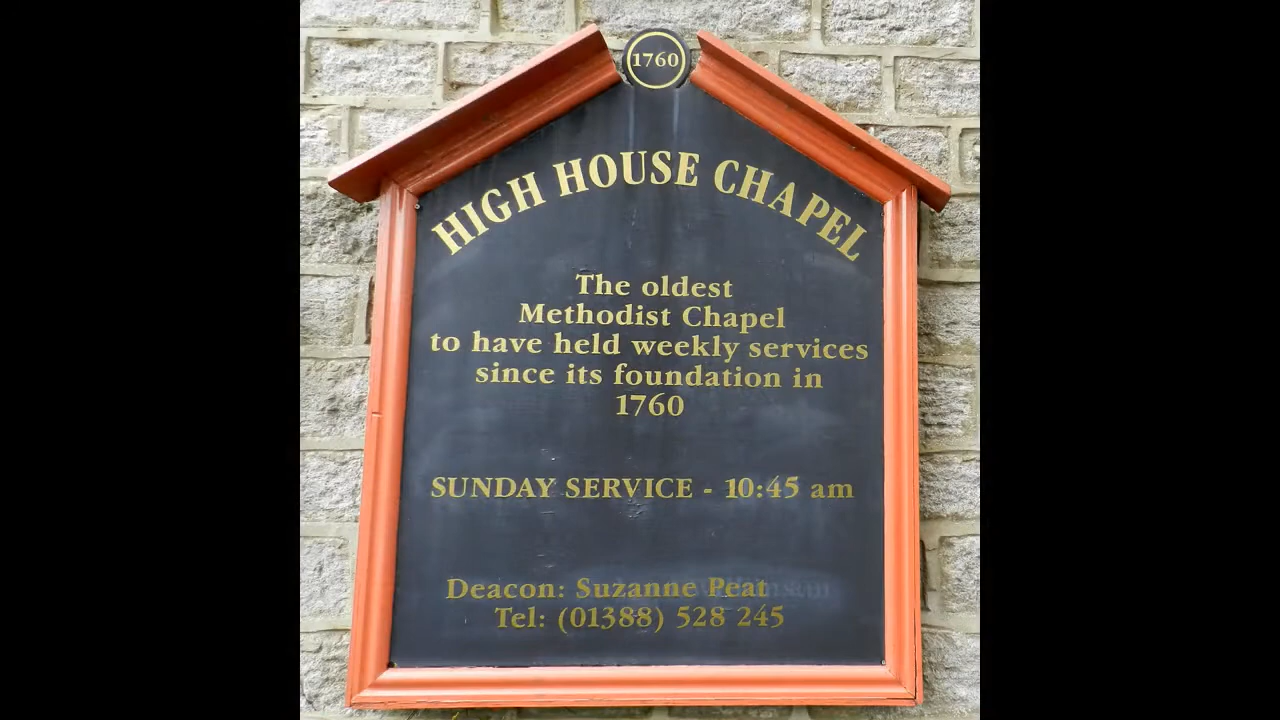 1760
HIGH HOUSE CHAPEL
The oldest
Methodist Chapel
to have held weekly services
since its foundation in
1760
SUNDAY SERVICE - 10:45 am
Deacon: Suzanne Peat
Tel: (01388) 528 245